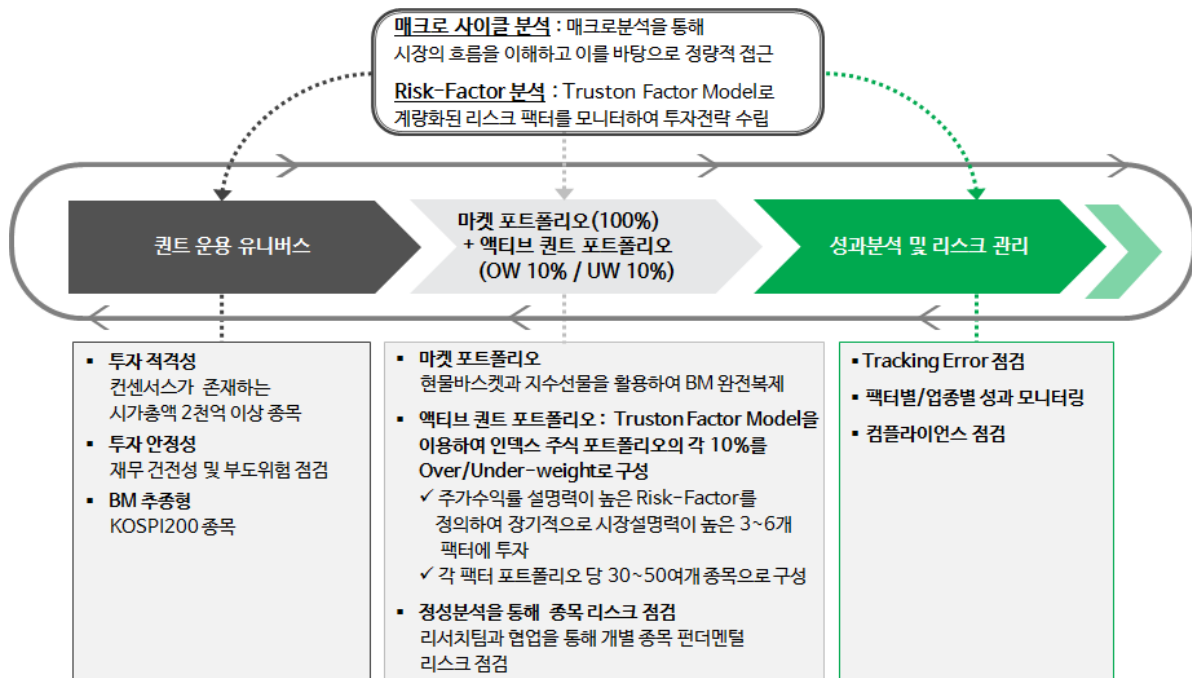 매크로 사이클 분석 : 매크로분석을 통해
시장의 흐름을 이해하고 이를 바탕으로 정량적 접근
Risk-Factor 분석 : Truston Factor Model로
계량화된 리스크 팩터를 모니터하여 투자전략 수립
퀀트 운용 유니버스
마켓 포트폴리오(100%)
+ 액티브 퀀트 포트폴리오
(OW 10% / UW 10%)
성과분석 및 리스크 관리
▪ 투자 적격성
컨센서스가 존재하는
시가총액 2천억 이상 종목
▪ 투자 안정성
재무 건전성 및 부도위험 점검
▪ BM 추종형
KOSPI200 종목
▪ 마켓 포트폴리오
현물바스켓과 지수선물을 활용하여 BM 완전복제
▪ 액티브 퀀트 포트폴리오 : Truston Factor Model을
이용하여 인덱스 주식 포트폴리오의 각 10%를
Over/Under-weight로 구성
✓ 주가수익률 설명력이 높은 Risk-Factor를
정의하여 장기적으로 시장설명력이 높은 3~6개
팩터에 투자
✓ 각 팩터 포트폴리오 당 30~50여개 종목으로 구성
▪ 정성분석을 통해 종목 리스크 점검
리서치팀과 협업을 통해 개별 종목 펀더멘털
리스크 점검
▪ Tracking Error 점검
▪ 팩터별/업종별 성과 모니터링
▪ 컴플라이언스 점검